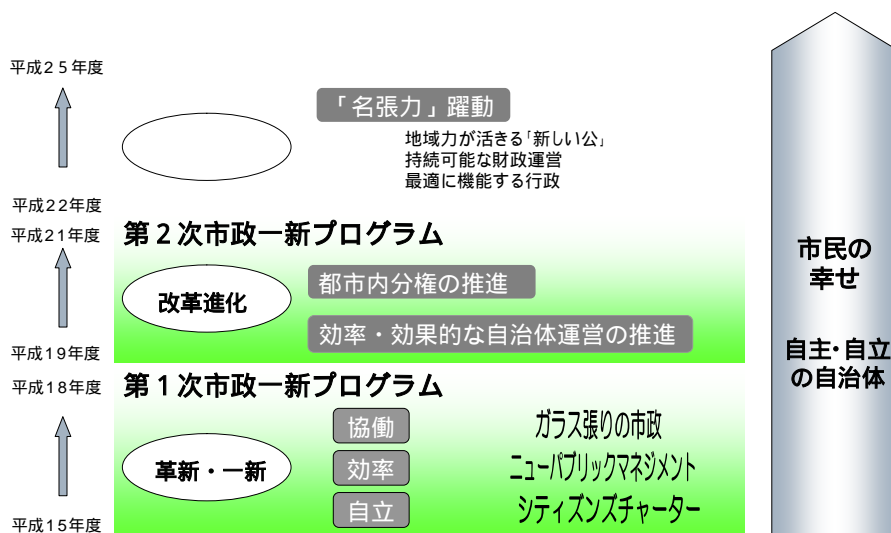 平成25年度
「名張力」躍動
地域力が活きる「新しい公」
持続可能な財政運営
最適に機能する行政
平成22年度
平成21年度
第2次市政一新プログラム
改革進化
都市内分権の推進
効率・効果的な自治体運営の推進
平成19年度
平成18年度
第1次市政一新プログラム
革新・一新
協働
効率
自立
ガラス張りの市政
ニューパブリックマネジメント
シティズンズチャーター
平成15年度
市民の
幸せ
自主・自立
の自治体